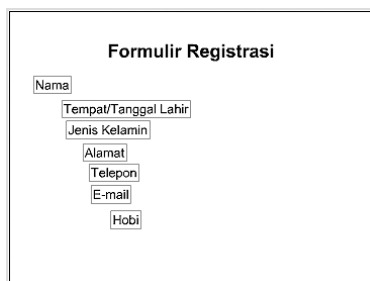 Formulir Registrasi
Nama
Tempat/Tanggal Lahir
Jenis Kelamin
Alamat
Telepon
E-mail
Hobi